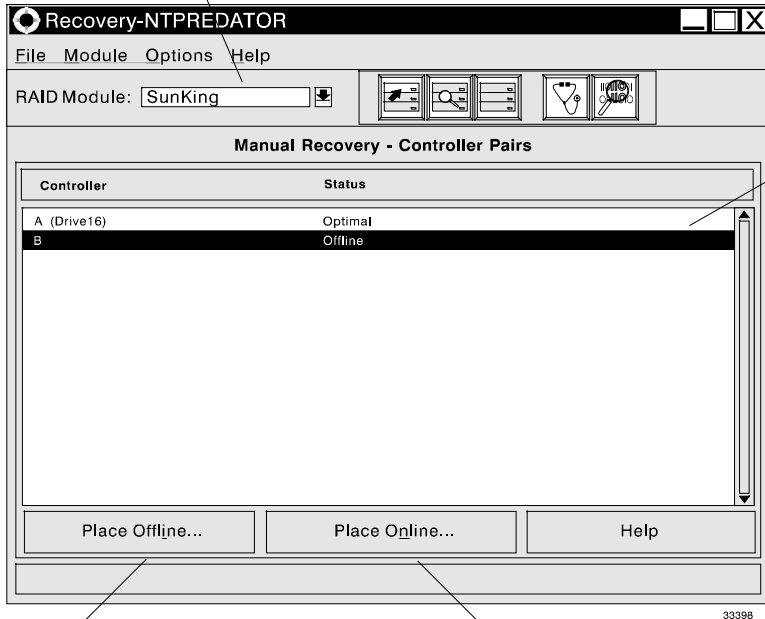 Recovery-NTPREDATOR
File Module Options Help
RAID Module: SunKing
Manual Recovery - Controller Pairs
Controller Status
A (Drive16) Optimal
B Offline
Place Offline... Place Online... Help
33398